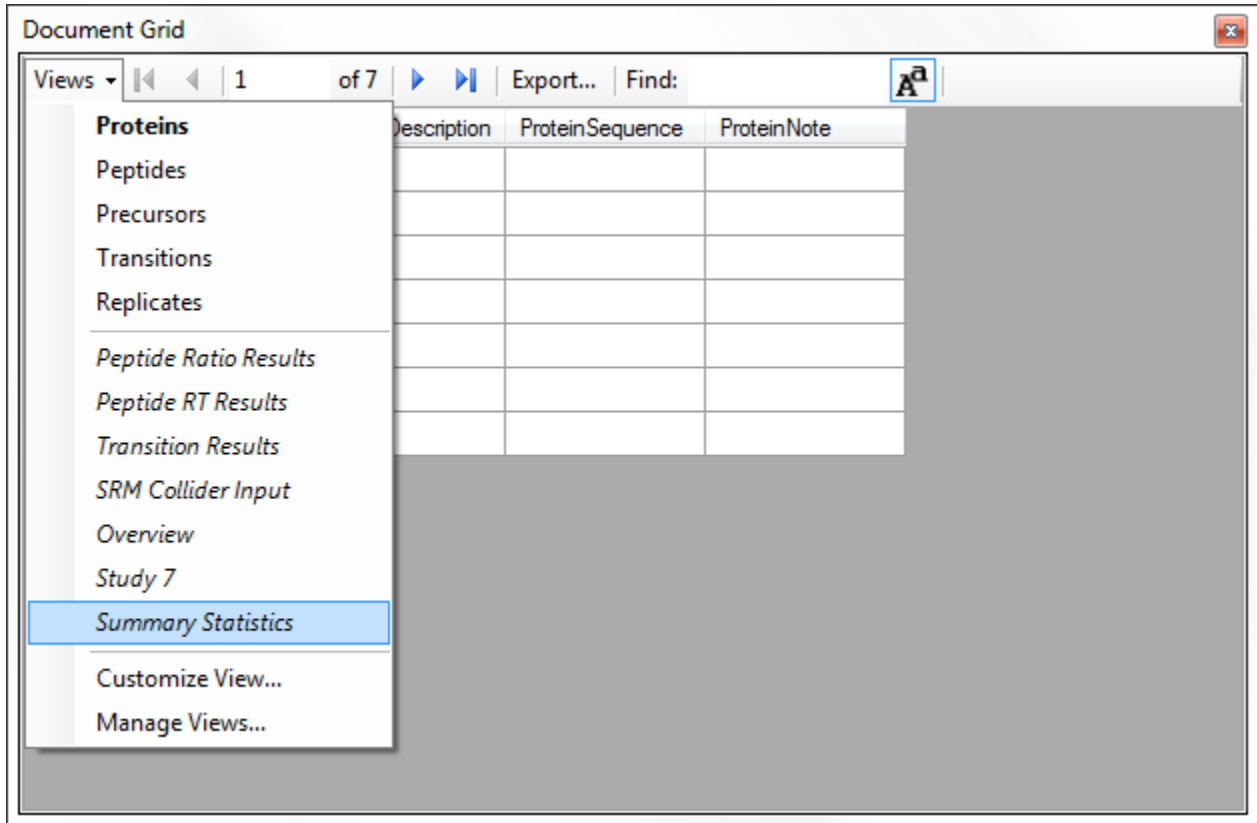 Document Grid
Views 1 of 7 Export... Find: Aa
Proteins
Description ProteinSequence ProteinNote
Peptides
Precursors
Transitions
Replicates
Peptide Ratio Results
Peptide RT Results
Transition Results
SRM Collider Input
Overview
Study 7
Summary Statistics
Customize View...
Manage Views...